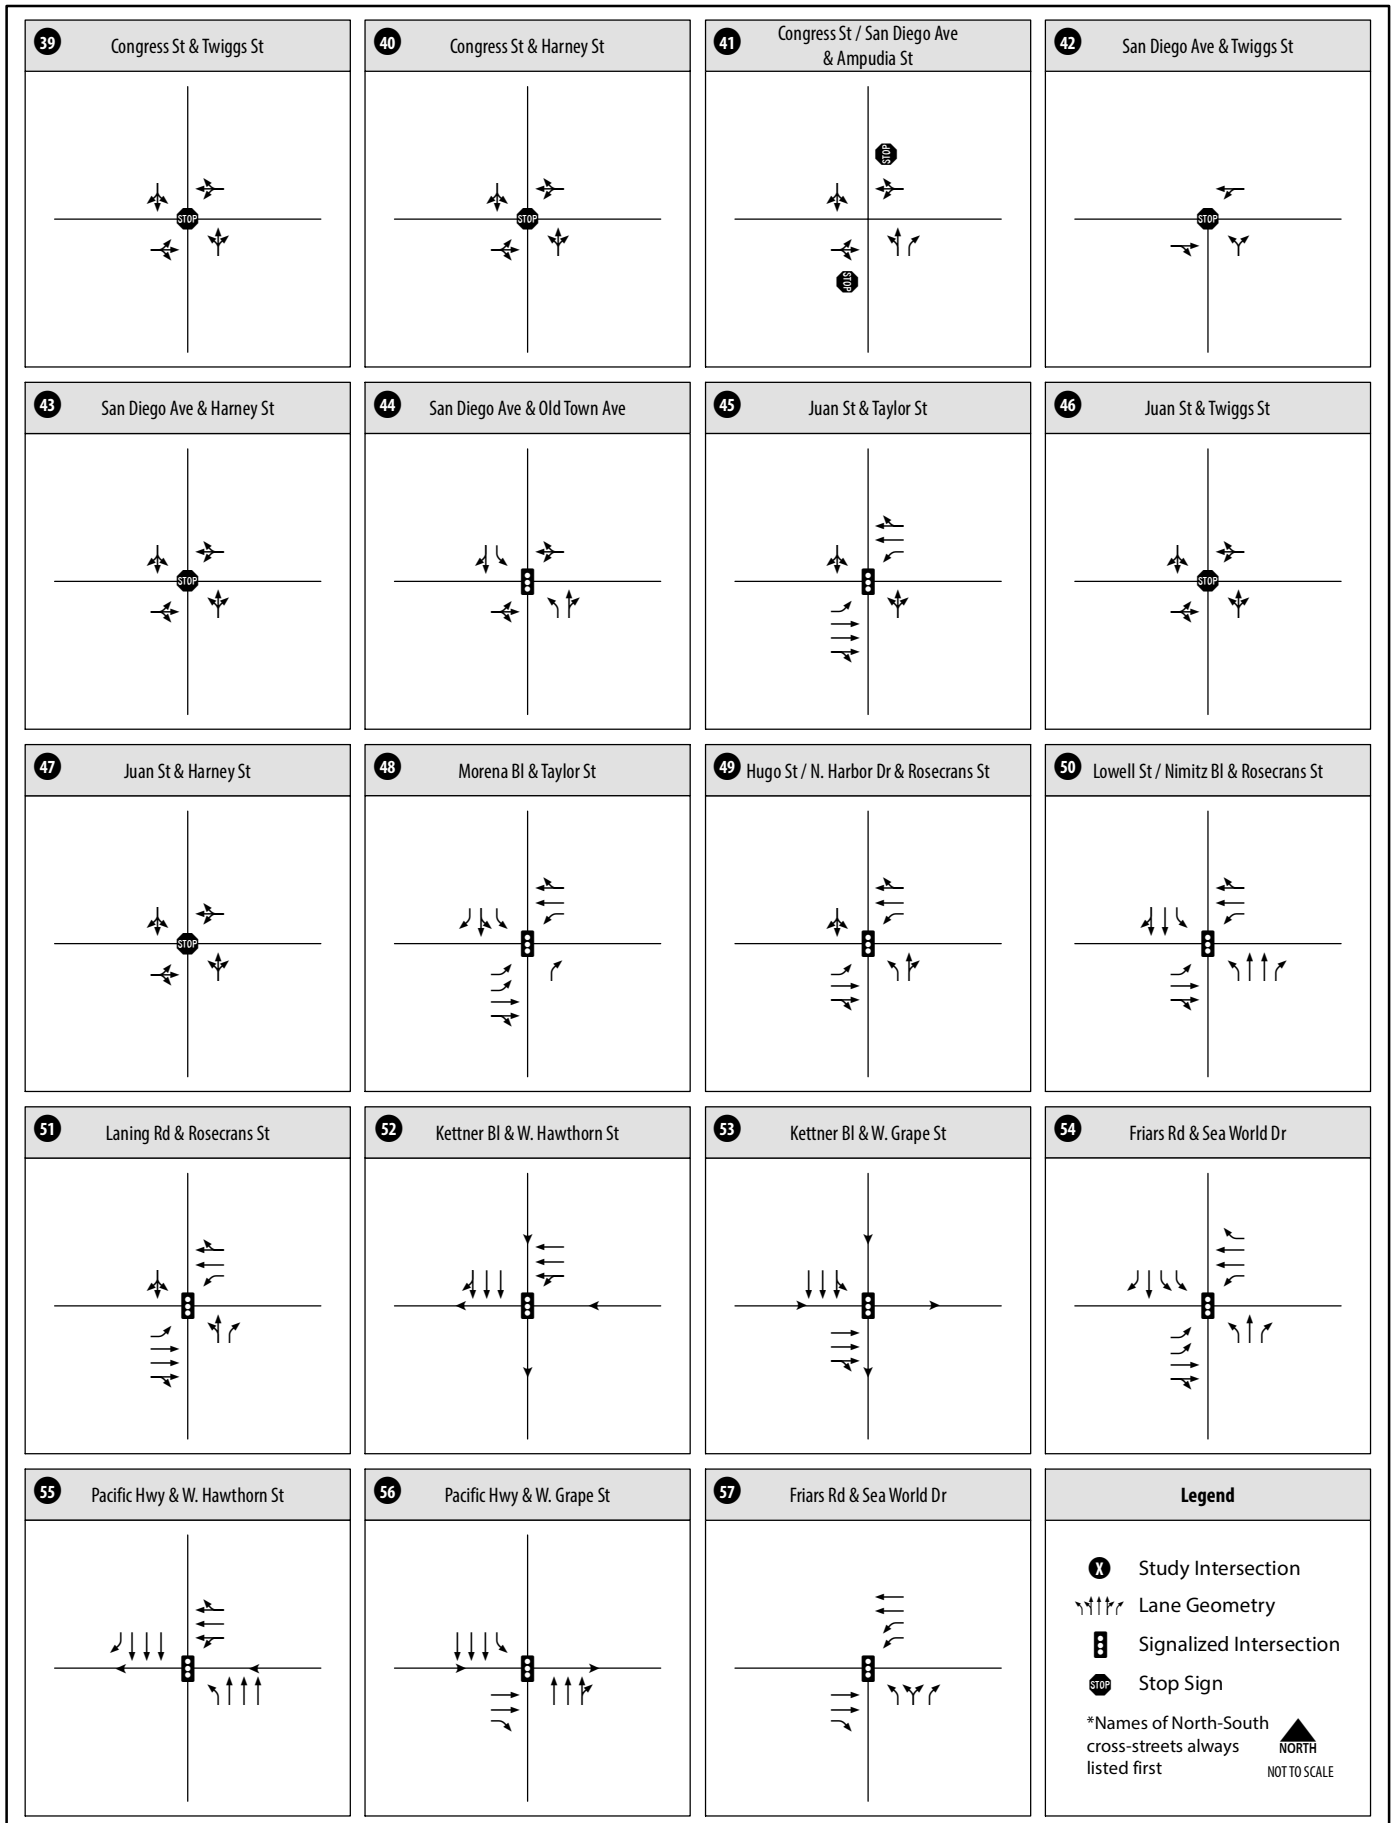 39
Congress St & Twiggs St
STOP
40
Congress St & Harney St
STOP
41
Congress St / San Diego Ave
& Ampudia St
STOP
STOP
42
San Diego Ave & Twiggs St
STOP
43
San Diego Ave & Harney St
STOP
44
San Diego Ave & Old Town Ave
45
Juan St & Taylor St
46
Juan St & Twiggs St
STOP
47
Juan St & Harney St
STOP
48
Morena Bl & Taylor St
49
Hugo St / N. Harbor Dr & Rosecrans St
50
Lowell St / Nimitz Bl & Rosecrans St
51
Laning Rd & Rosecrans St
52
Kettner Bl & W. Hawthorn St
53
Kettner Bl & W. Grape St
54
Friars Rd & Sea World Dr
55
Pacific Hwy & W. Hawthorn St
56
Pacific Hwy & W. Grape St
57
Friars Rd & Sea World Dr
Legend
X Study Intersection
Lane Geometry
Signalized Intersection
STOP Stop Sign
*Names of North-South
cross-streets always
listed first
NORTH
NOT TO SCALE